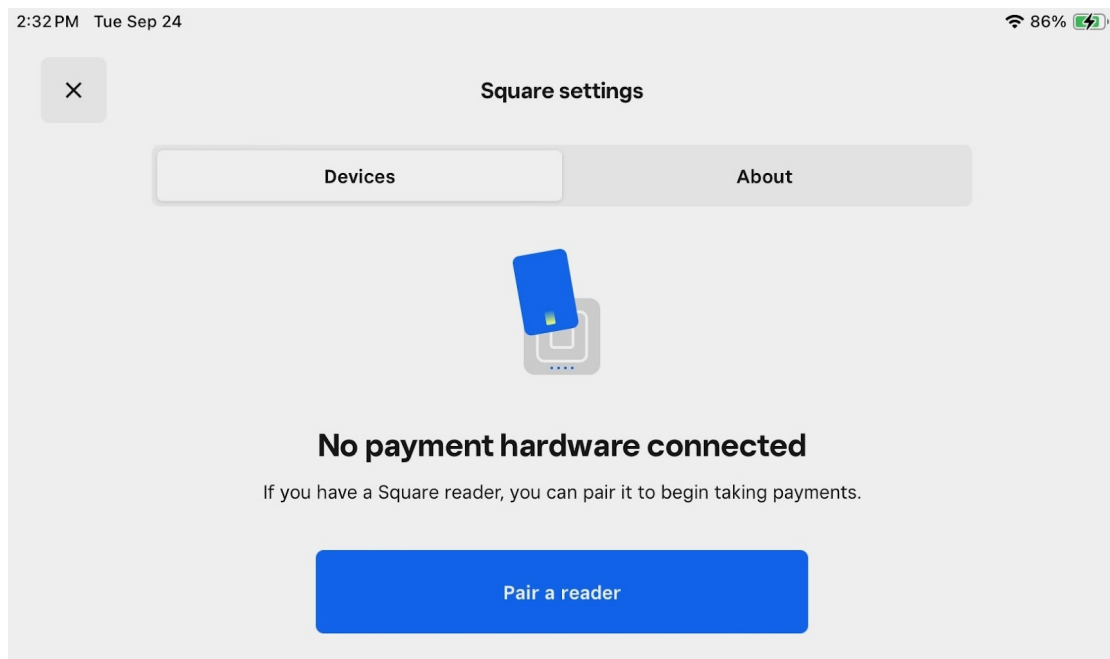 2:32 PM Tue Sep 24 86%
Square settings
Devices About
No payment hardware connected
If you have a Square reader, you can pair it to begin taking payments.
Pair a reader